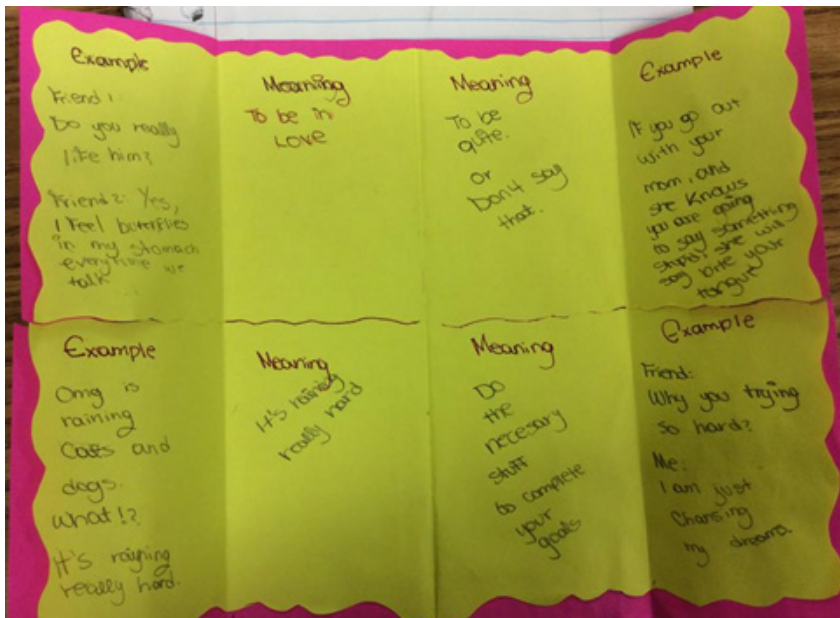 Example
Friend 1:
Do you really
like him?
Friend 2: Yes,
I Feel buterflies
in my stomach
everytime we
talk
Meaning
To be in
Love
Meaning
To be
quite.
or
Don't say
that.
Example
If you go out
with your
mom, and
she knows
you are going
to say something
stupid, she will
say bite your
tongue
Example
Omg is
raining
Cats and
dogs.
what!?
It's raigning
really hard.
Meaning
It's raining
really hard
Meaning
Do
the
necesary
stuff
to complete
your
goals
Example
Friend:
Why you trying
so hard?
Me:
I am just
Chansing
my dreams.